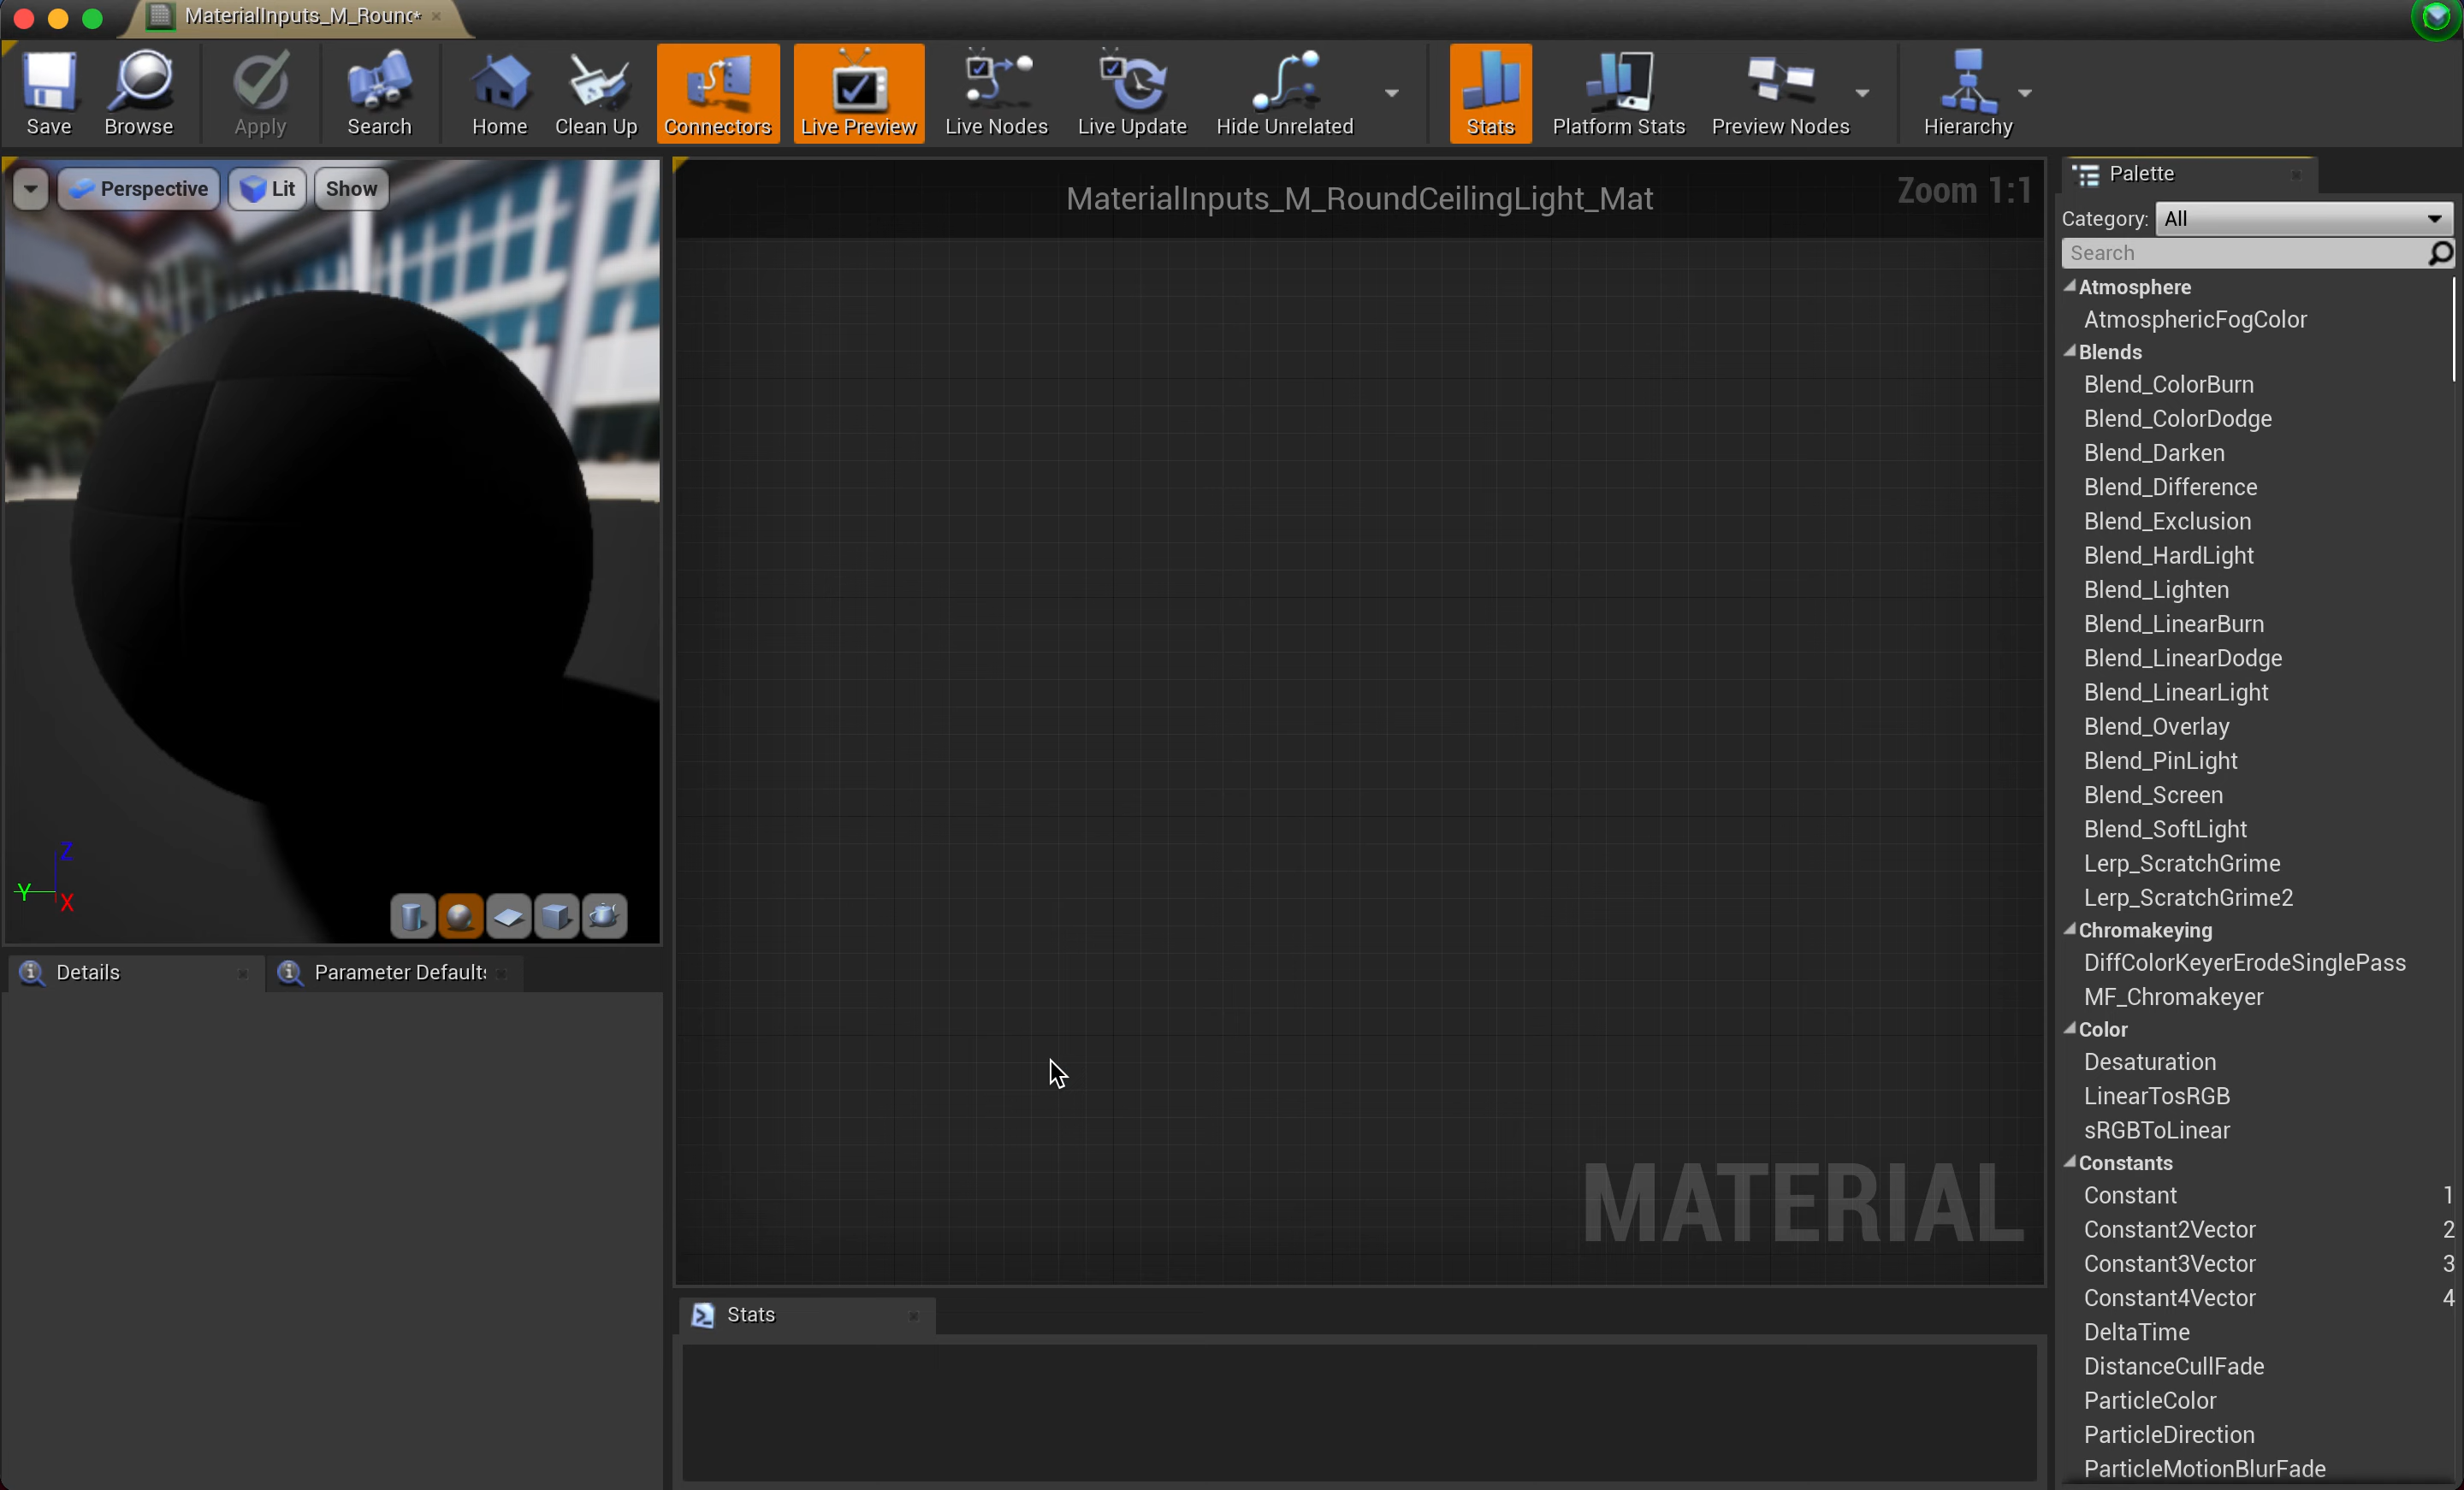 MaterialInputs_M_Round*
Save
Browse
Apply
Search
Home
Clean Up
Connectors
Live Preview
Live Nodes
Live Update
Hide Unrelated
Stats
Platform Stats
Preview Nodes
Hierarchy
Perspective
Lit
Show
Z
Y
X
Details
Parameter Defaults
MaterialInputs_M_RoundCeilingLight_Mat
Zoom 1:1
MATERIAL
Stats
Palette
Category: All
Search
Atmosphere
AtmosphericFogColor
Blends
Blend_ColorBurn
Blend_ColorDodge
Blend_Darken
Blend_Difference
Blend_Exclusion
Blend_HardLight
Blend_Lighten
Blend_LinearBurn
Blend_LinearDodge
Blend_LinearLight
Blend_Overlay
Blend_PinLight
Blend_Screen
Blend_SoftLight
Lerp_ScratchGrime
Lerp_ScratchGrime2
Chromakeying
DiffColorKeyerErodeSinglePass
MF_Chromakeyer
Color
Desaturation
LinearTosRGB
sRGBToLinear
Constants
Constant 1
Constant2Vector 2
Constant3Vector 3
Constant4Vector 4
DeltaTime
DistanceCullFade
ParticleColor
ParticleDirection
ParticleMotionBlurFade